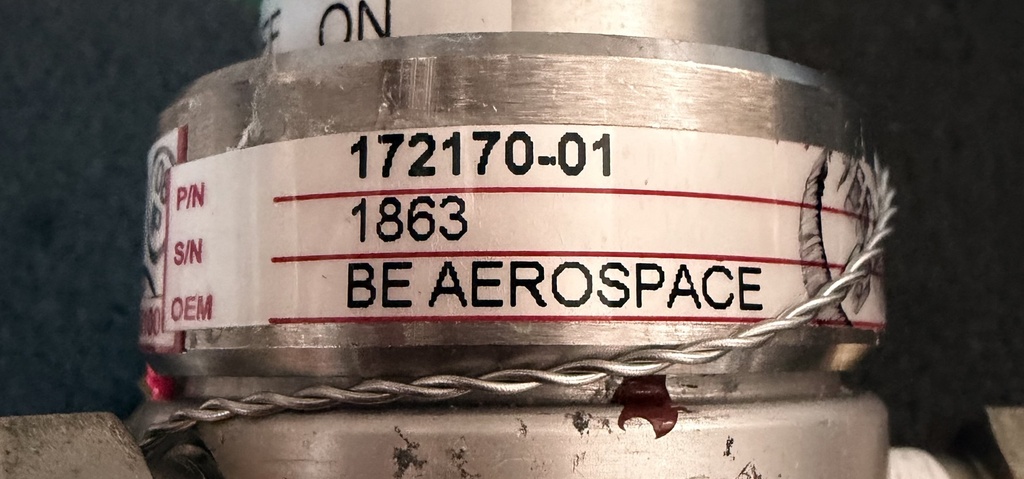 ON
P/N 172170-01
S/N 1863
OEM BE AEROSPACE